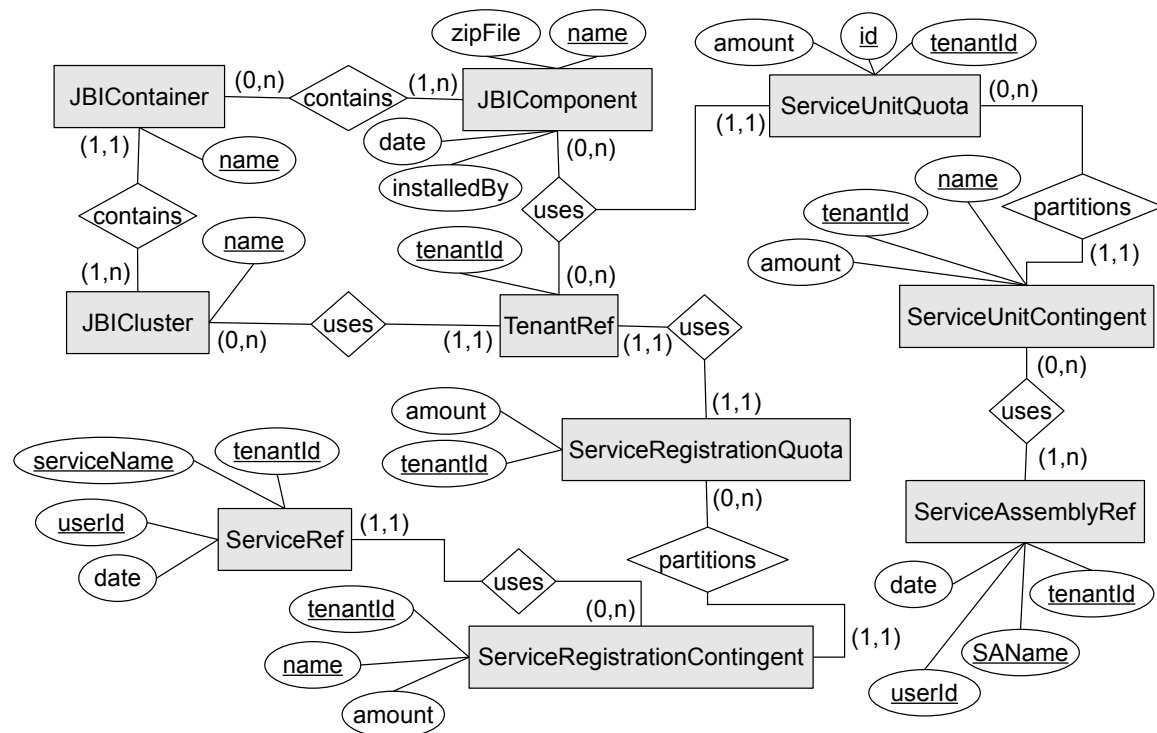 zipFile
name
amount
id
tenantId
JBIContainer
(0,n)
contains
(1,n)
JBIComponent
ServiceUnitQuota
(0,n)
(1,1)
name
date
installedBy
(0,n)
(1,1)
contains
uses
name
tenantId
amount
partitions
(1,1)
name
tenantId
(1,n)
(0,n)
JBICluster
(0,n)
uses
(1,1)
TenantRef
(1,1)
uses
ServiceUnitContingent
(0,n)
amount
tenantId
(1,1)
ServiceRegistrationQuota
(0,n)
uses
(1,n)
serviceName
tenantId
userId
date
ServiceRef
(1,1)
uses
partitions
ServiceAssemblyRef
date
tenantId
SAName
userId
tenantId
name
amount
(0,n)
ServiceRegistrationContingent
(1,1)